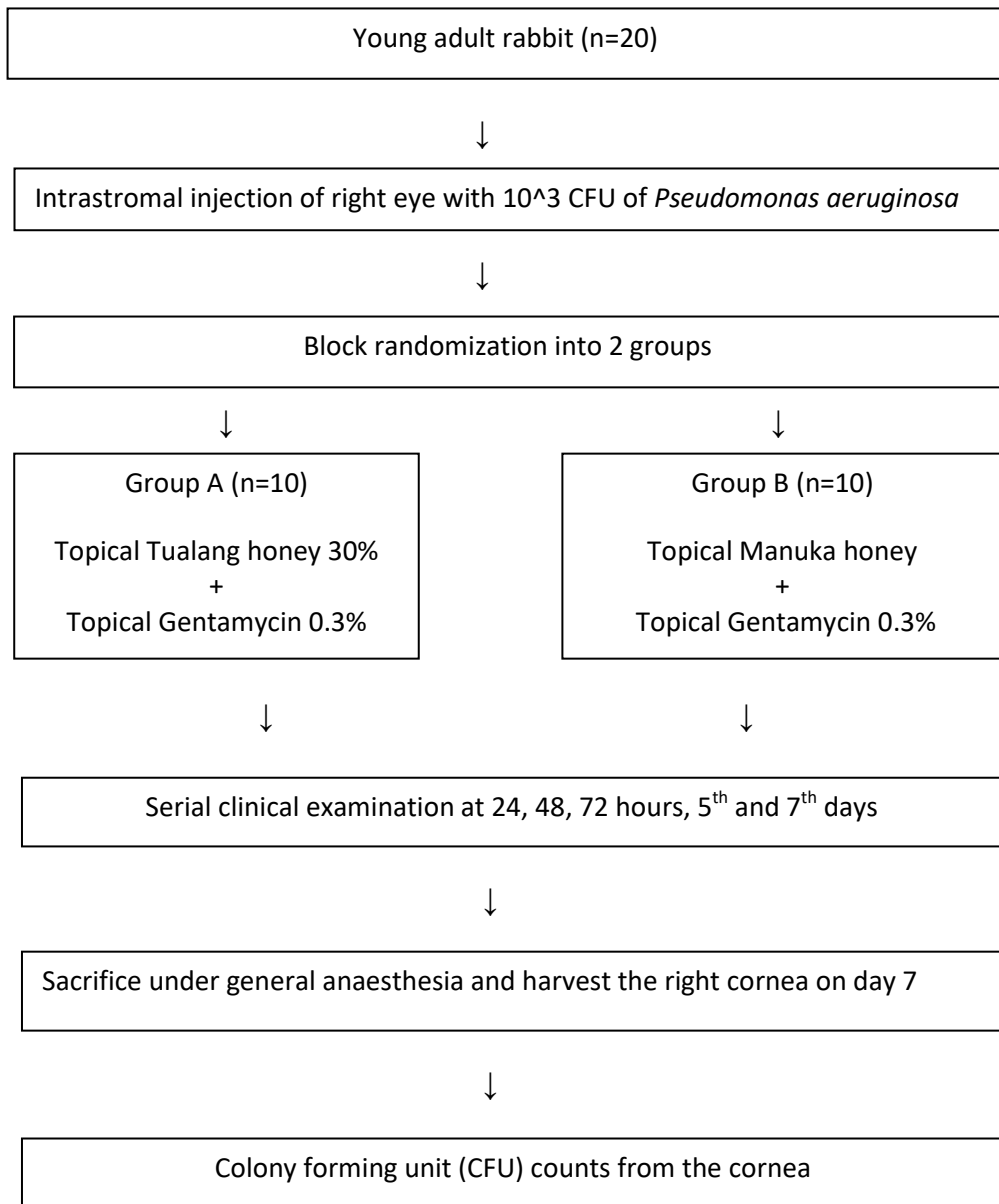 Young adult rabbit (n=20)
↓
Intrastromal injection of right eye with 10^3 CFU of Pseudomonas aeruginosa
↓
Block randomization into 2 groups
↓ ↓
Group A (n=10)
Topical Tualang honey 30%
+
Topical Gentamycin 0.3%
Group B (n=10)
Topical Manuka honey
+
Topical Gentamycin 0.3%
↓ ↓
Serial clinical examination at 24, 48, 72 hours, 5th and 7th days
↓
Sacrifice under general anaesthesia and harvest the right cornea on day 7
↓
Colony forming unit (CFU) counts from the cornea